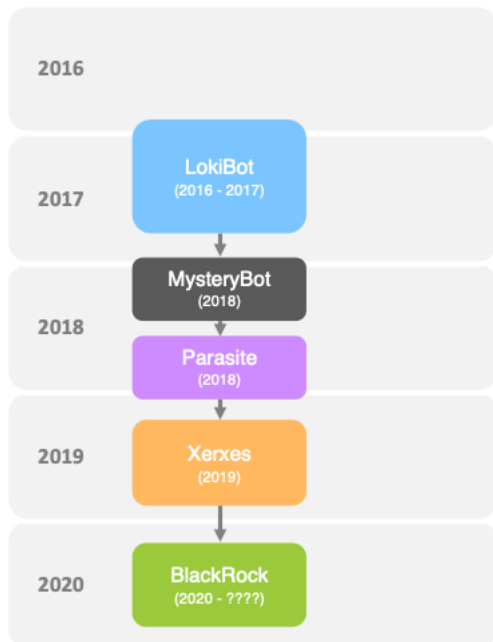 2016
LokiBot
(2016 - 2017)
2017
MysteryBot
(2018)
2018
Parasite
(2018)
Xerxes
2019
(2019)
BlackRock
2020
(2020 - ????)